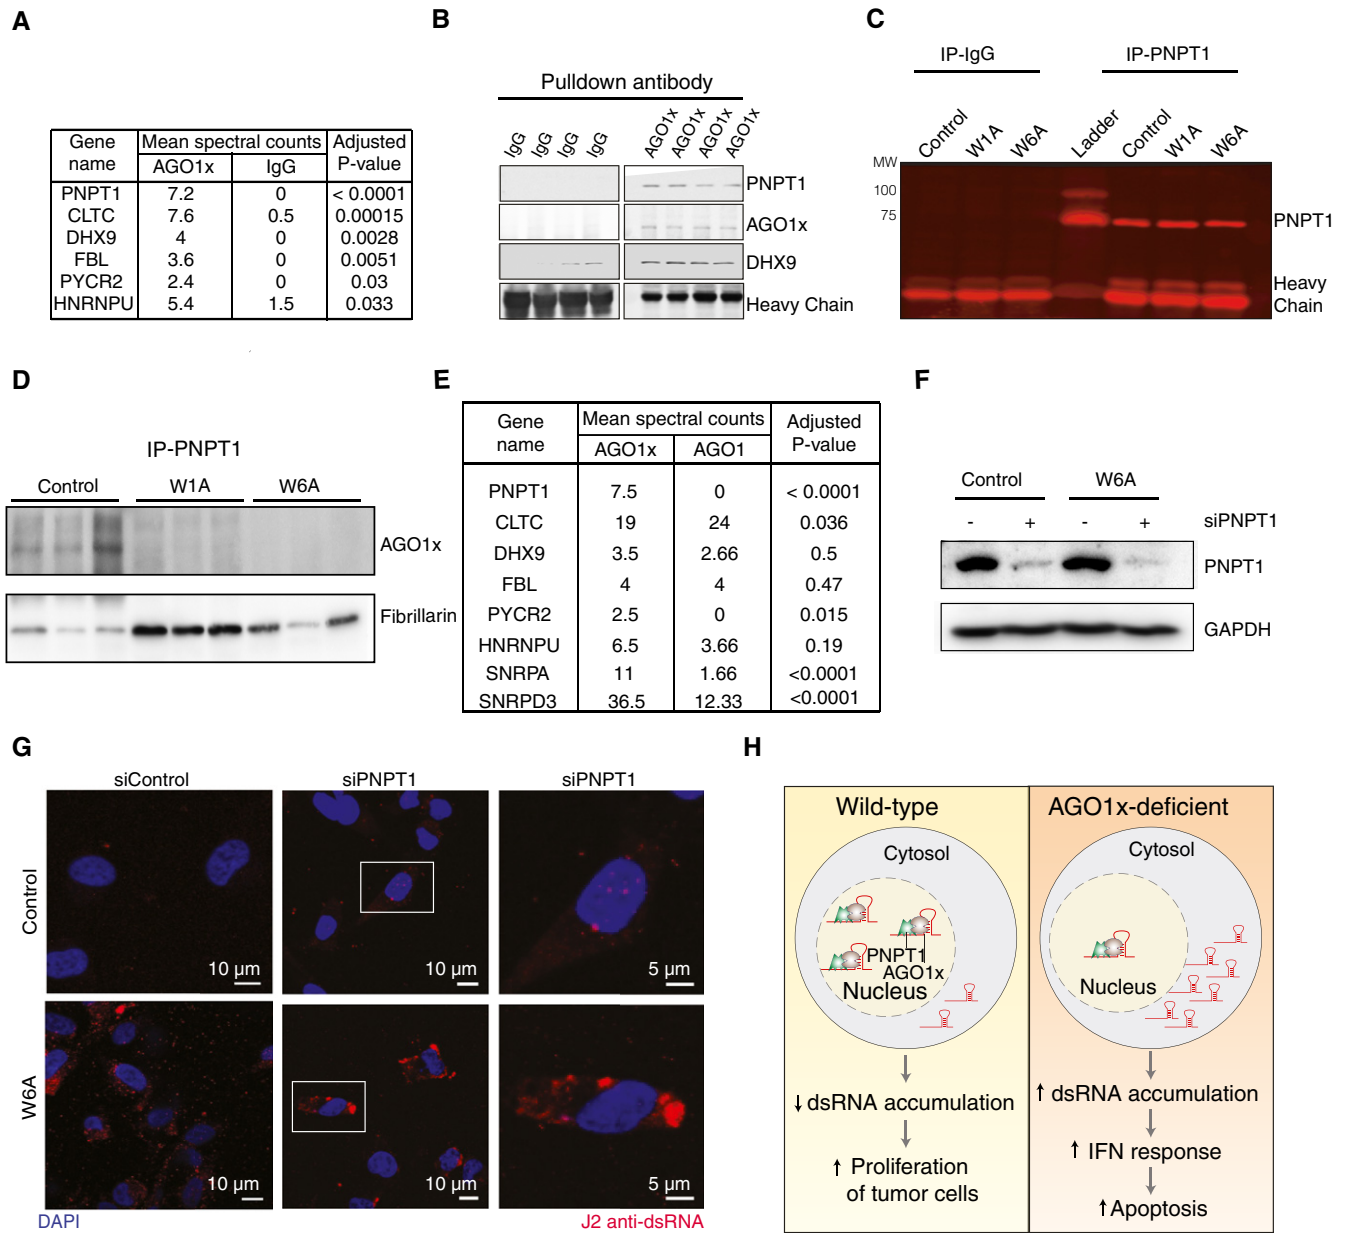 A
Gene name
Mean spectral counts
Adjusted P-value
AGO1x IgG
PNPT1 7.2 0 < 0.0001
CLTC 7.6 0.5 0.00015
DHX9 4 0 0.0028
FBL 3.6 0 0.0051
PYCR2 2.4 0 0.03
HNRNPU 5.4 1.5 0.033
B
Pulldown antibody
IgG IgG IgG IgG AGO1x AGO1x AGO1x AGO1x
PNPT1
AGO1x
DHX9
Heavy Chain
C
IP-IgG IP-PNPT1
Control W1A W6A Ladder Control W1A W6A
MW
100
75
PNPT1
Heavy
Chain
D
IP-PNPT1
Control W1A W6A
AGO1x
Fibrillarin
E
Gene name
Mean spectral counts
Adjusted P-value
AGO1x AGO1
PNPT1 7.5 0 < 0.0001
CLTC 19 24 0.036
DHX9 3.5 2.66 0.5
FBL 4 4 0.47
PYCR2 2.5 0 0.015
HNRNPU 6.5 3.66 0.19
SNRPA 11 1.66 <0.0001
SNRPD3 36.5 12.33 <0.0001
F
Control W6A
- + - + siPNPT1
PNPT1
GAPDH
G
siControl siPNPT1 siPNPT1
Control
10 µm 10 µm 5 µm
W6A
10 µm 10 µm 5 µm
DAPI J2 anti-dsRNA
H
Wild-type
Cytosol
PNPT1
AGO1x
Nucleus
↓ dsRNA accumulation
↑ Proliferation
of tumor cells
AGO1x-deficient
Cytosol
Nucleus
↑ dsRNA accumulation
↑ IFN response
↑ Apoptosis